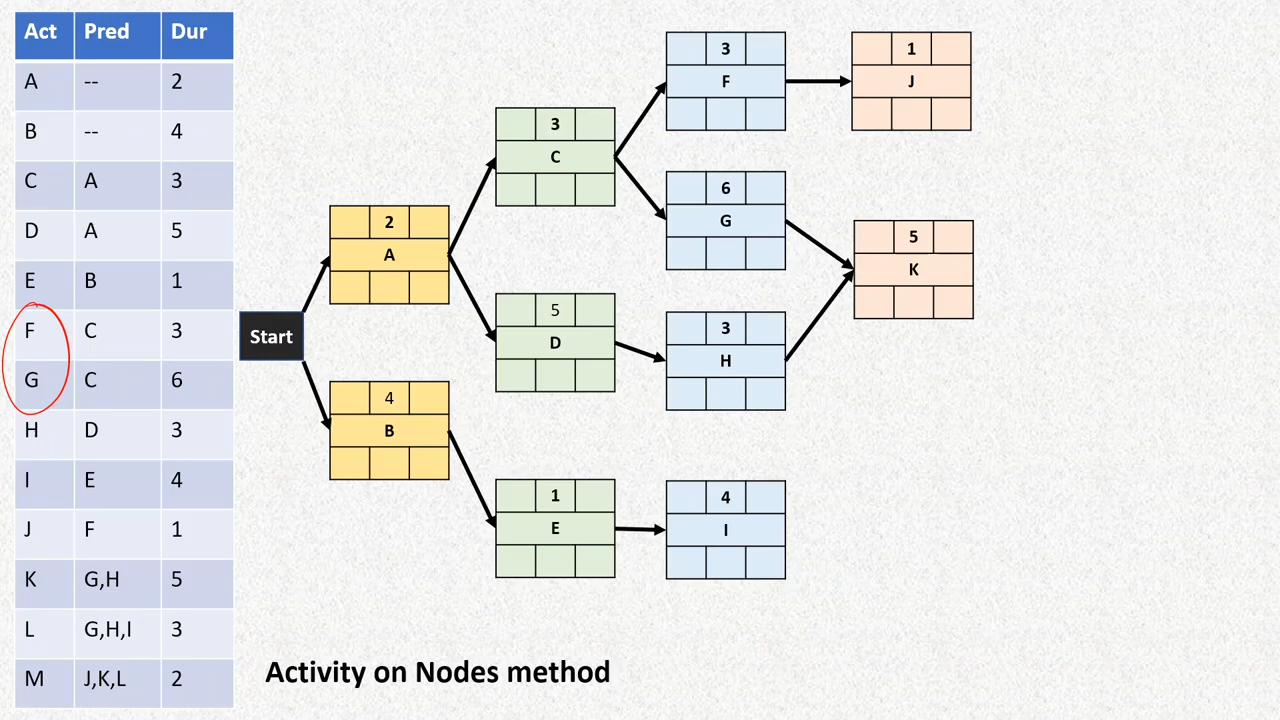 Act Pred Dur
A -- 2
B -- 4
C A 3
D A 5
E B 1
F C 3
G C 6
H D 3
I E 4
J F 1
K G,H 5
L G,H,I 3
M J,K,L 2
Start
2
A
4
B
3
C
5
D
1
E
3
F
6
G
3
H
4
I
1
J
5
K
Activity on Nodes method